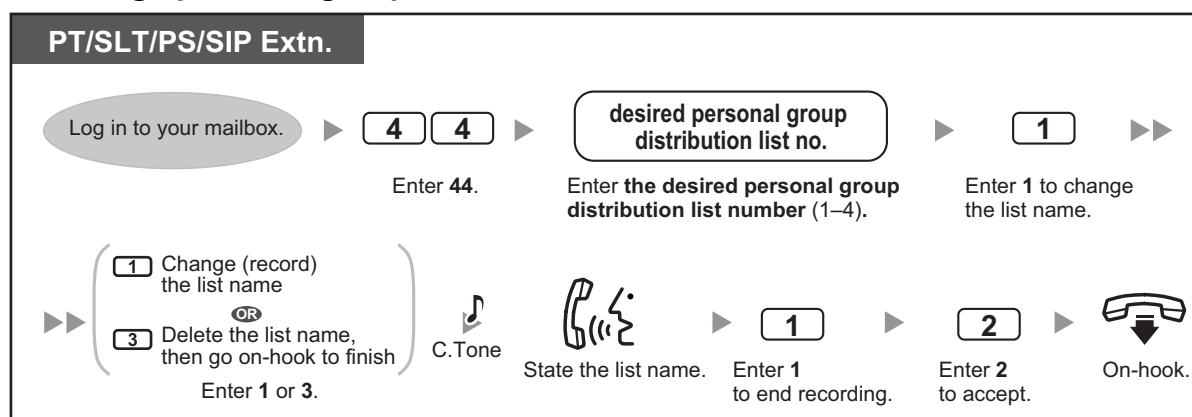 PT/SLT/PS/SIP Extn.
Log in to your mailbox.
4 4
Enter 44.
desired personal group
distribution list no.
Enter the desired personal group
distribution list number (1–4).
1
Enter 1 to change
the list name.
1 Change (record)
the list name
OR
3 Delete the list name,
then go on-hook to finish
Enter 1 or 3.
C.Tone
State the list name.
1
Enter 1
to end recording.
2
Enter 2
to accept.
On-hook.